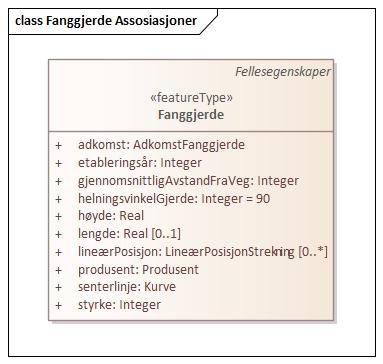 class Fanggjerde Assosiasjoner
Fellesegenskaper
«featureType»
Fanggjerde
+ adkomst: AdkomstFanggjerde
+ etableringsår: Integer
+ gjennomsnittligAvstandFraVeg: Integer
+ helningsvinkelGjerde: Integer = 90
+ høyde: Real
+ lengde: Real [0..1]
+ lineærPosisjon: LineærPosisjonStrekning [0..*]
+ produsent: Produsent
+ senterlinje: Kurve
+ styrke: Integer